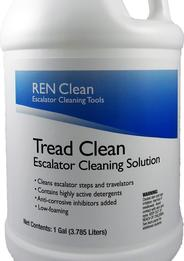 REN Clean
Escalator Cleaning Tools
Tread Clean
Escalator Cleaning Solution
• Cleans escalator steps and travelators
• Contains highly active detergents
• Anti-corrosive inhibitors added
• Low-foaming
WARNING:
Net Contents: 1 Gal (3.785 Liters)